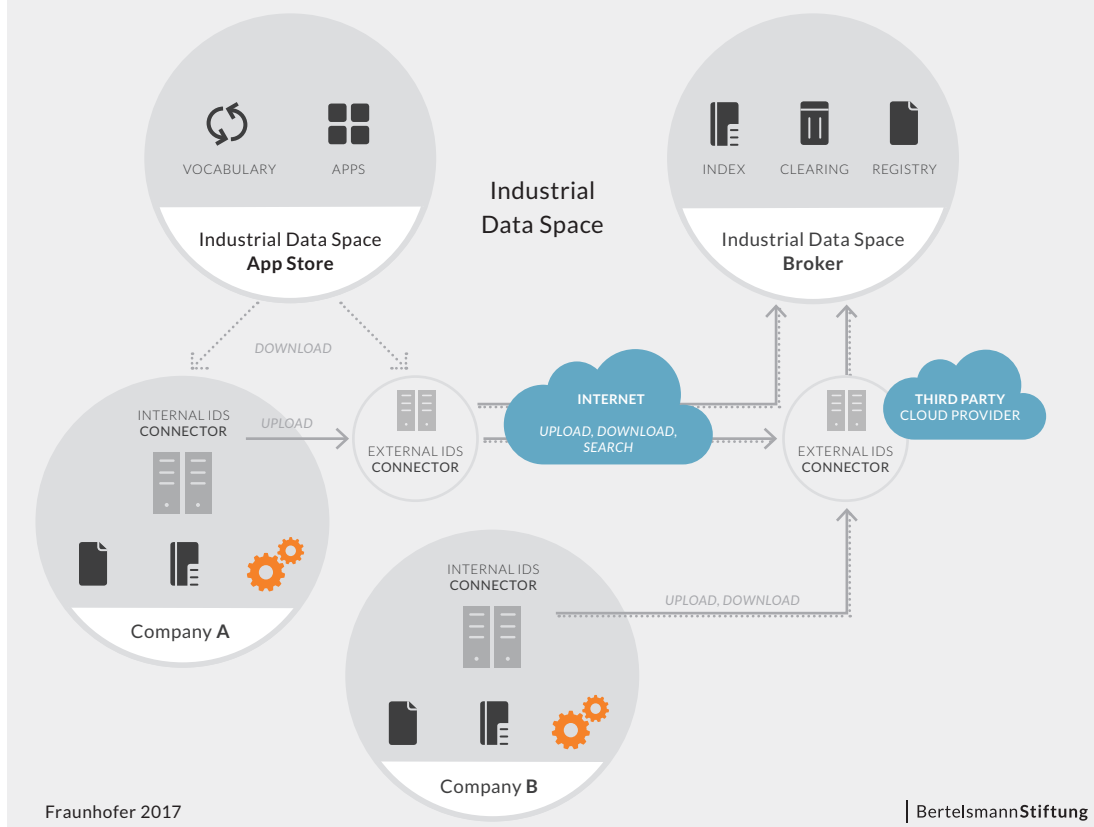 VOCABULARY
APPS
Industrial Data Space
App Store
Industrial
Data Space
INDEX
CLEARING
REGISTRY
Industrial Data Space
Broker
DOWNLOAD
INTERNAL IDS
CONNECTOR
UPLOAD
EXTERNAL IDS
CONNECTOR
INTERNET
UPLOAD, DOWNLOAD,
SEARCH
THIRD PARTY
CLOUD PROVIDER
EXTERNAL IDS
CONNECTOR
Company A
INTERNAL IDS
CONNECTOR
UPLOAD, DOWNLOAD
Company B
Fraunhofer 2017
BertelsmannStiftung